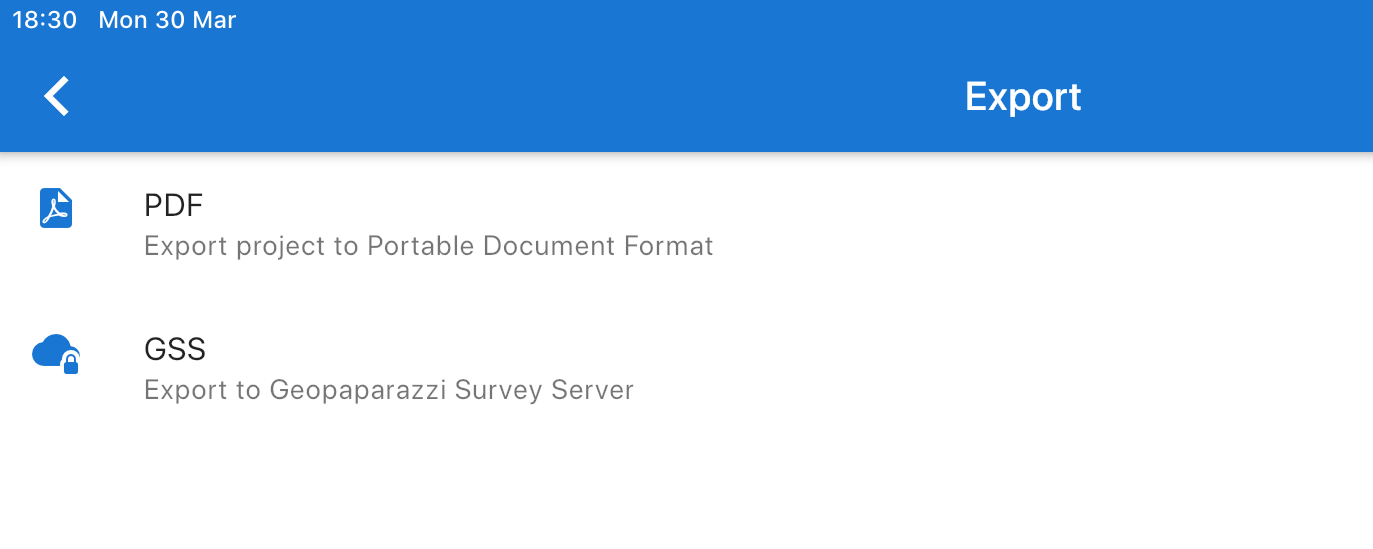 18:30 Mon 30 Mar
Export
PDF
Export project to Portable Document Format
GSS
Export to Geopaparazzi Survey Server